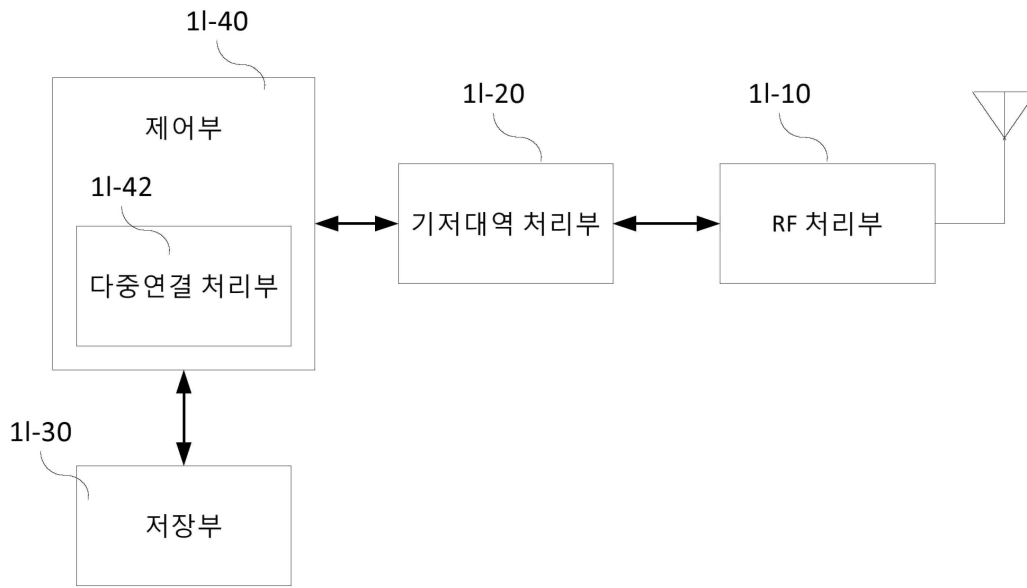 1l-40
제어부
1l-42
다중연결 처리부
1l-20
기저대역 처리부
1l-10
RF 처리부
1l-30
저장부